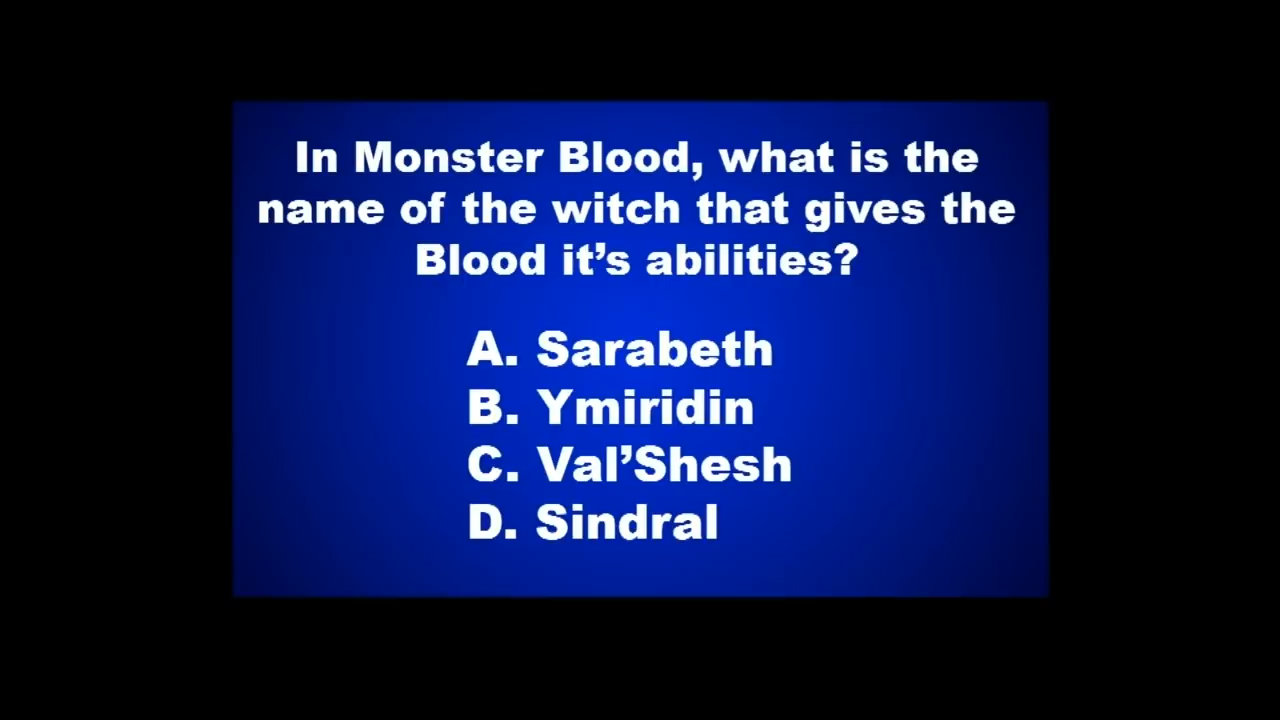 In Monster Blood, what is the
name of the witch that gives the
Blood it’s abilities?
A. Sarabeth
B. Ymiridin
C. Val’Shesh
D. Sindral